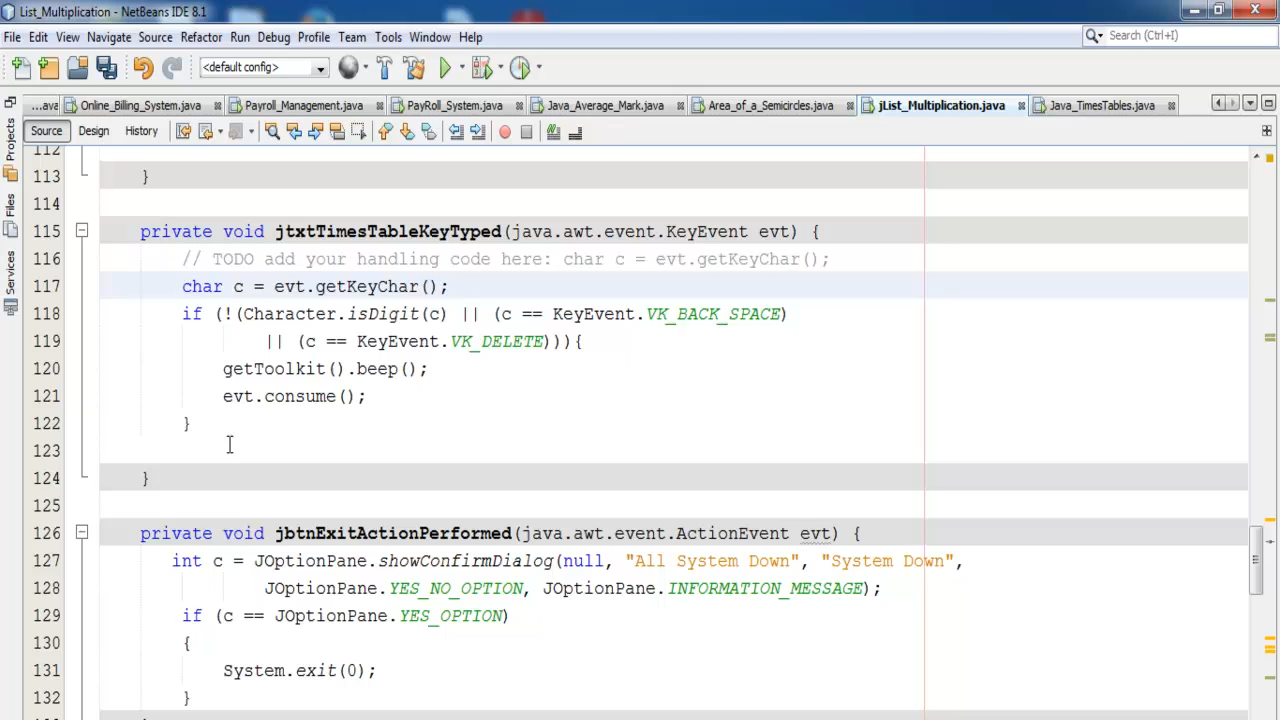 List_Multiplication - NetBeans IDE 8.1
File Edit View Navigate Source Refactor Run Debug Profile Team Tools Window Help
Search (Ctrl+I)
<default config>
...ava Online_Billing_System.java Payroll_Management.java PayRoll_System.java Java_Average_Mark.java Area_of_a_Semicirdes.java jList_Multiplication.java Java_TimesTables.java
Source Design History
Projects
Files
Services
112
113 }
114
115 private void jtxtTimesTableKeyTyped(java.awt.event.KeyEvent evt) {
116 // TODO add your handling code here: char c = evt.getKeyChar();
117 char c = evt.getKeyChar();
118 if (!(Character.isDigit(c) || (c == KeyEvent.VK_BACK_SPACE)
119 || (c == KeyEvent.VK_DELETE))){
120 getToolkit().beep();
121 evt.consume();
122 }
123
124 }
125
126 private void jbtnExitActionPerformed(java.awt.event.ActionEvent evt) {
127 int c = JOptionPane.showConfirmDialog(null, "All System Down", "System Down",
128 JOptionPane.YES_NO_OPTION, JOptionPane.INFORMATION_MESSAGE);
129 if (c == JOptionPane.YES_OPTION)
130 {
131 System.exit(0);
132 }